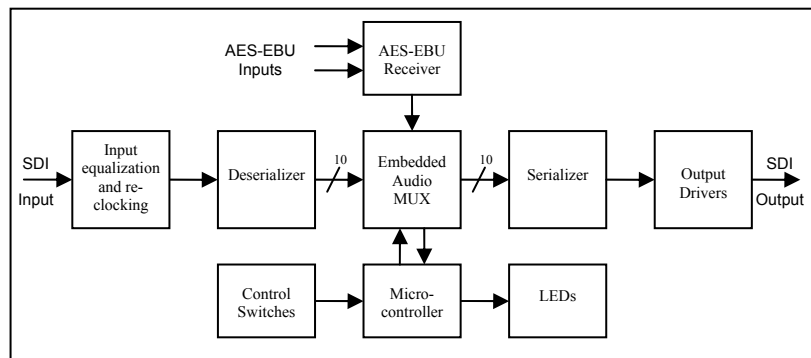 AES-EBU
Inputs
AES-EBU
Receiver
SDI
Input
Input
equalization
and re-
clocking
Deserializer
10
Embedded
Audio
MUX
10
Serializer
Output
Drivers
SDI
Output
Control
Switches
Micro-
controller
LEDs